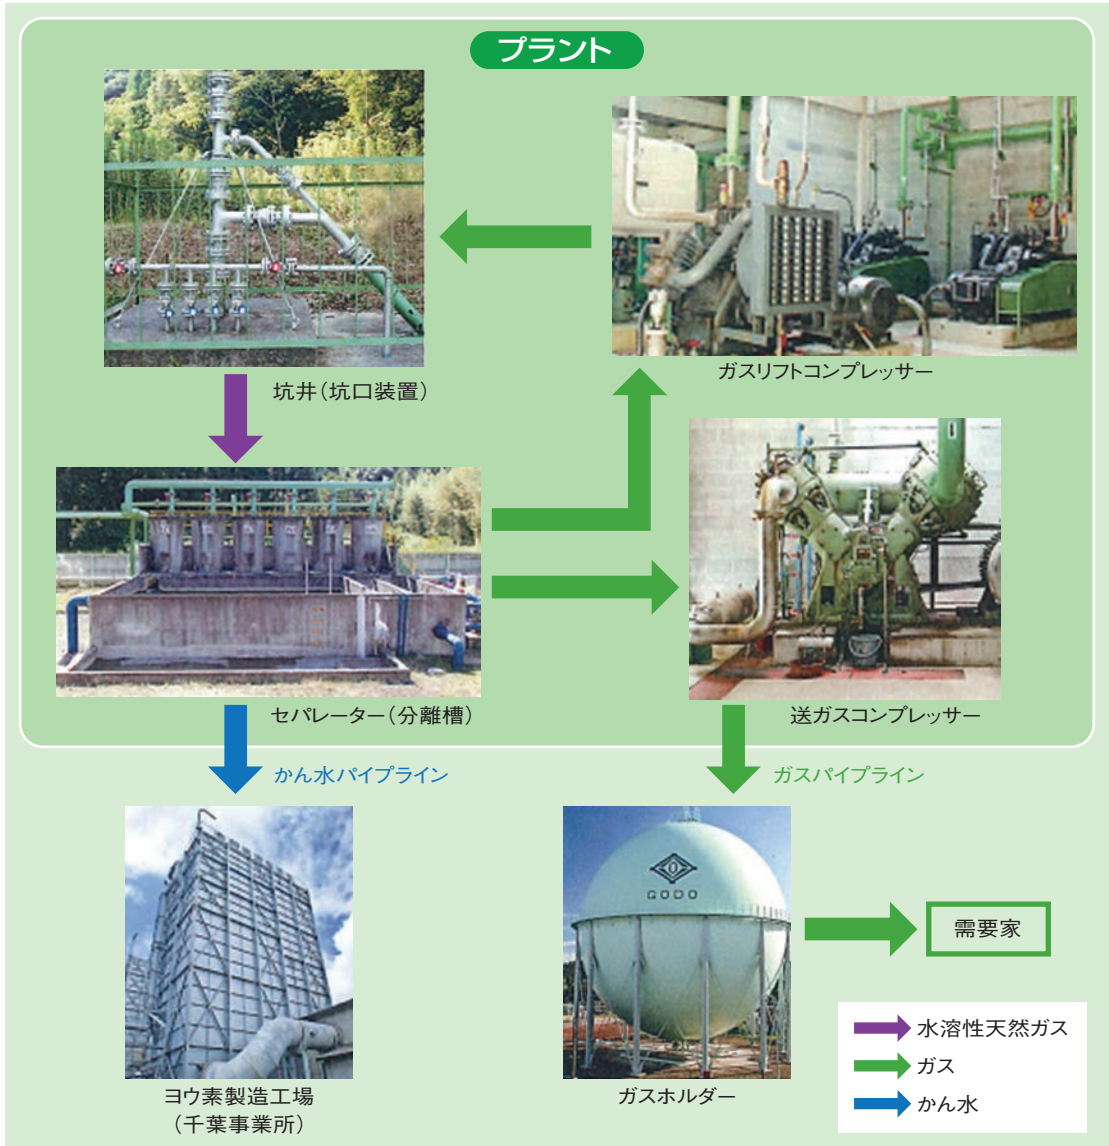 プラント
坑井(坑口装置)
ガスリフトコンプレッサー
セパレーター(分離槽)
送ガスコンプレッサー
かん水パイプライン
ガスパイプライン
GODO
需要家
ヨウ素製造工場
(千葉事業所)
ガスホルダー
水溶性天然ガス
ガス
かん水